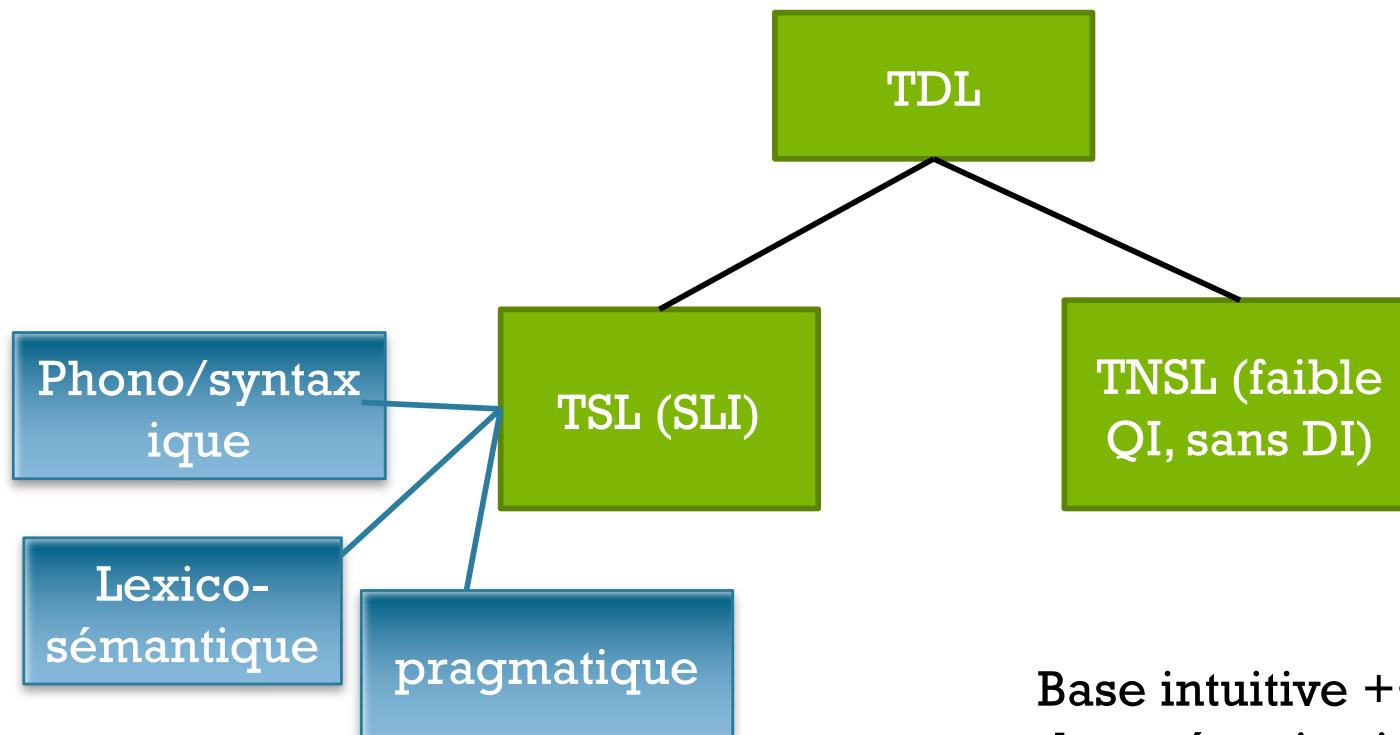 TDL
Phono/syntax
ique
TSL (SLI)
TNSL (faible
QI, sans DI)
Lexico-
sémantique
pragmatique
Base intuitive +